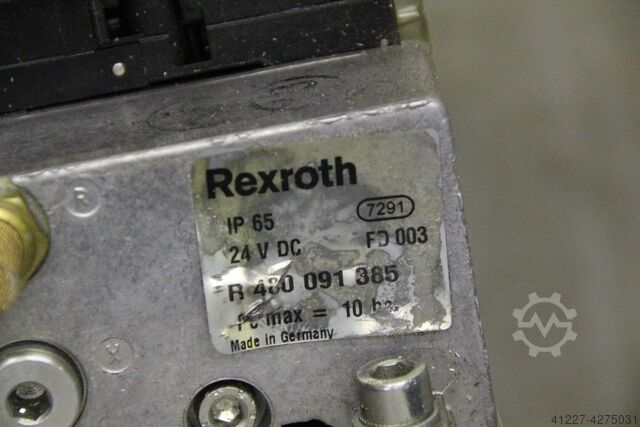 Rexroth
IP 65 7291
24 V DC FD 003
R 480 091 385
max = 10
Made in Germany
R
X
41227-4275031